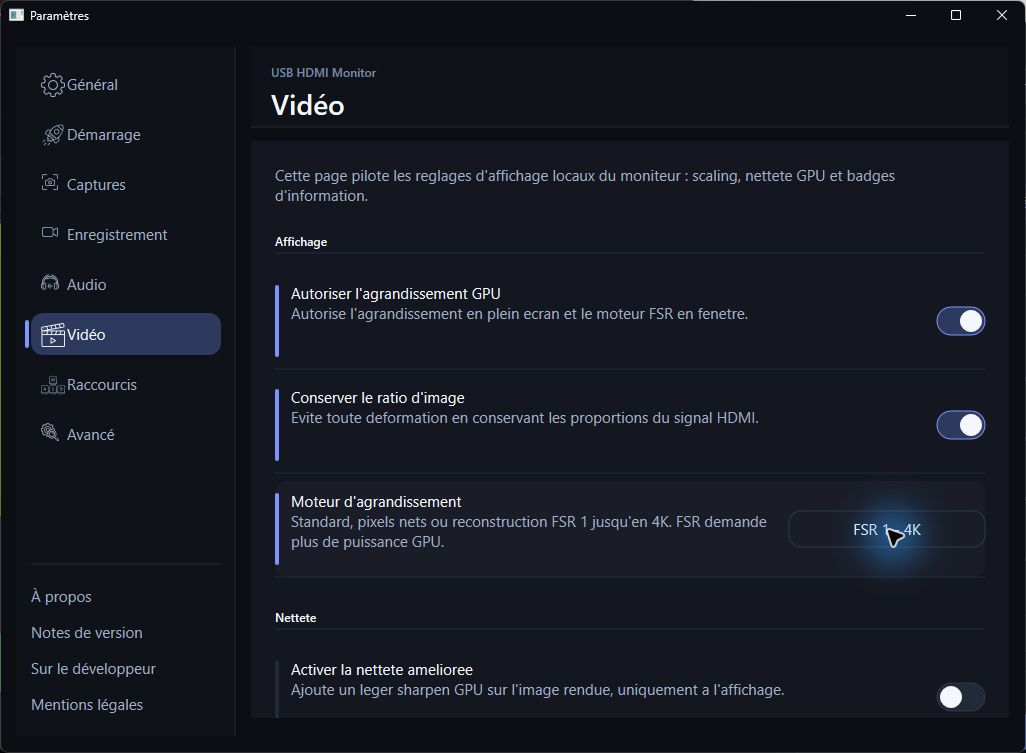 Paramètres
Général
Démarrage
Captures
Enregistrement
Audio
Vidéo
Raccourcis
Avancé
À propos
Notes de version
Sur le développeur
Mentions légales
USB HDMI Monitor
Vidéo
Cette page pilote les reglages d'affichage locaux du moniteur : scaling, nettete GPU et badges
d'information.
Affichage
Autoriser l'agrandissement GPU
Autorise l'agrandissement en plein ecran et le moteur FSR en fenetre.
Conserver le ratio d'image
Evite toute deformation en conservant les proportions du signal HDMI.
Moteur d'agrandissement
Standard, pixels nets ou reconstruction FSR 1 jusqu'en 4K. FSR demande
plus de puissance GPU.
FSR 1 4K
Nettete
Activer la nettete amelioree
Ajoute un leger sharpen GPU sur l'image rendue, uniquement a l'affichage.